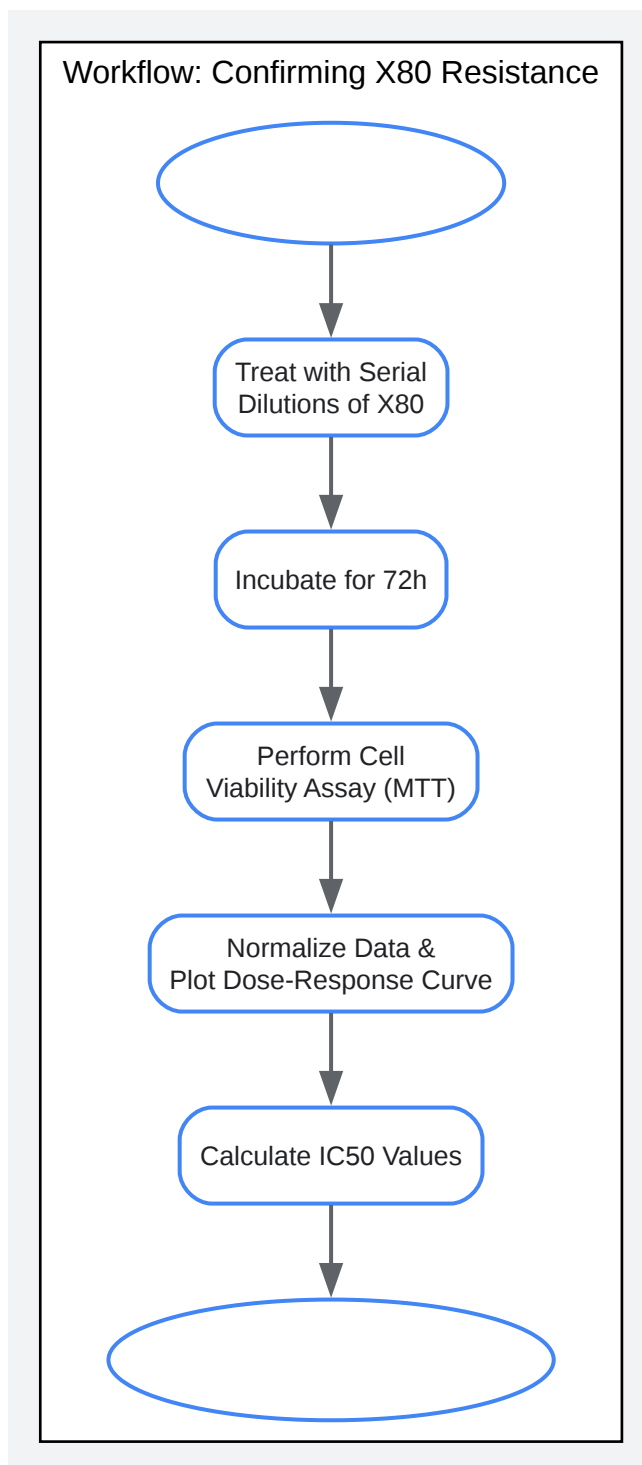 Workflow: Confirming X80 Resistance
Treat with Serial
Dilutions of X80
Incubate for 72h
Perform Cell
Viability Assay (MTT)
Normalize Data &
Plot Dose-Response Curve
Calculate IC50 Values